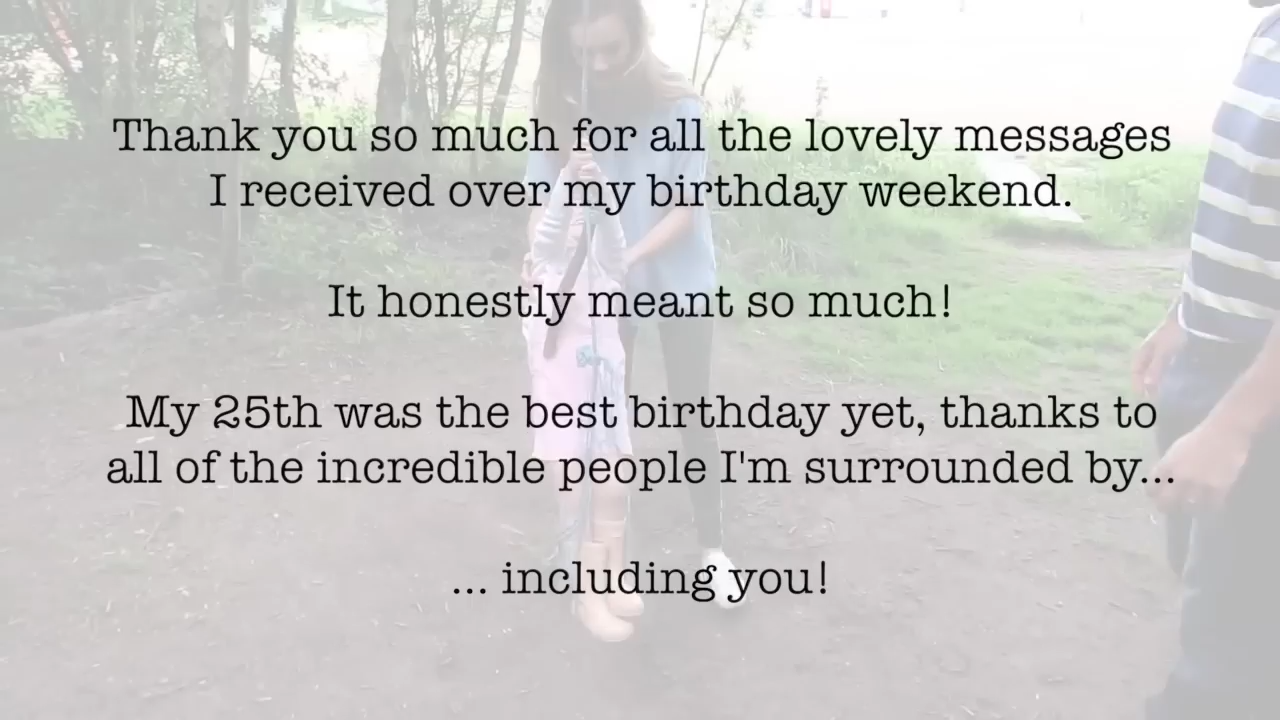 Thank you so much for all the lovely messages
I received over my birthday weekend.
It honestly meant so much!
My 25th was the best birthday yet, thanks to
all of the incredible people I'm surrounded by...
... including you!